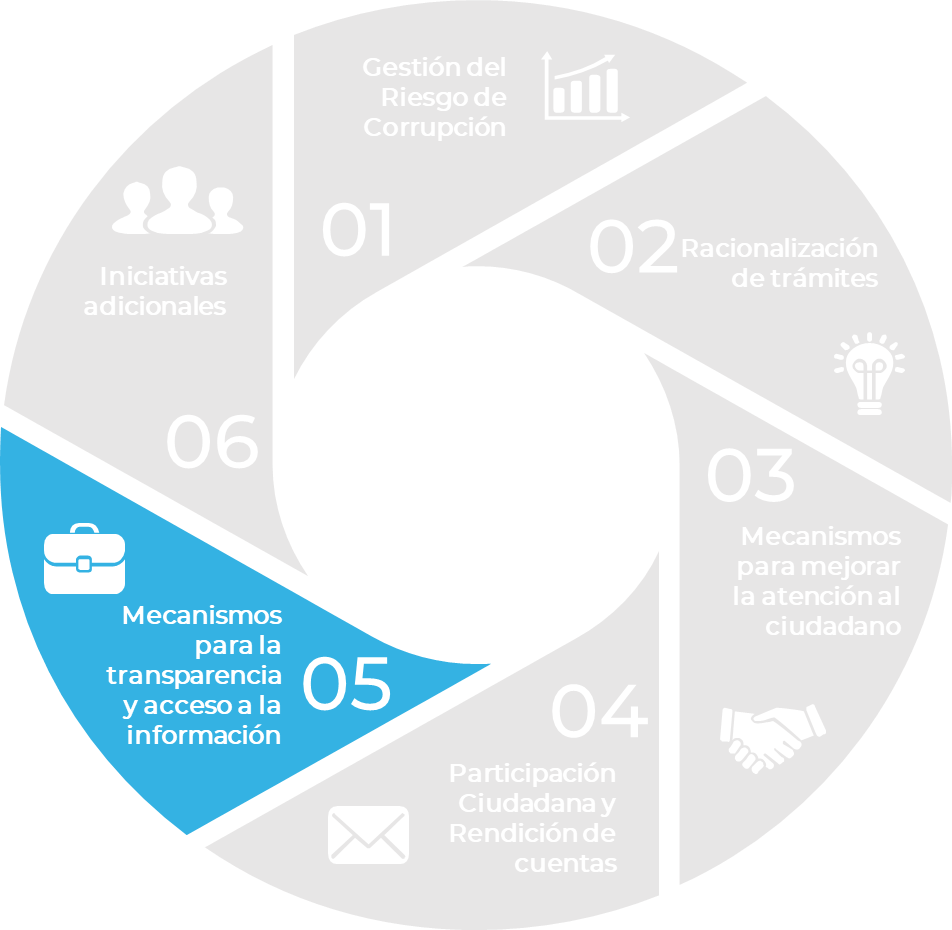 Gestión del
Riesgo de
Corrupción
01
02
Racionalización
de trámites
03
Mecanismos
para mejorar
la atención al
ciudadano
04
Participación
Ciudadana y
Rendición de
cuentas
05
Mecanismos
para la
transparencia
y acceso a la
información
06
Iniciativas
adicionales